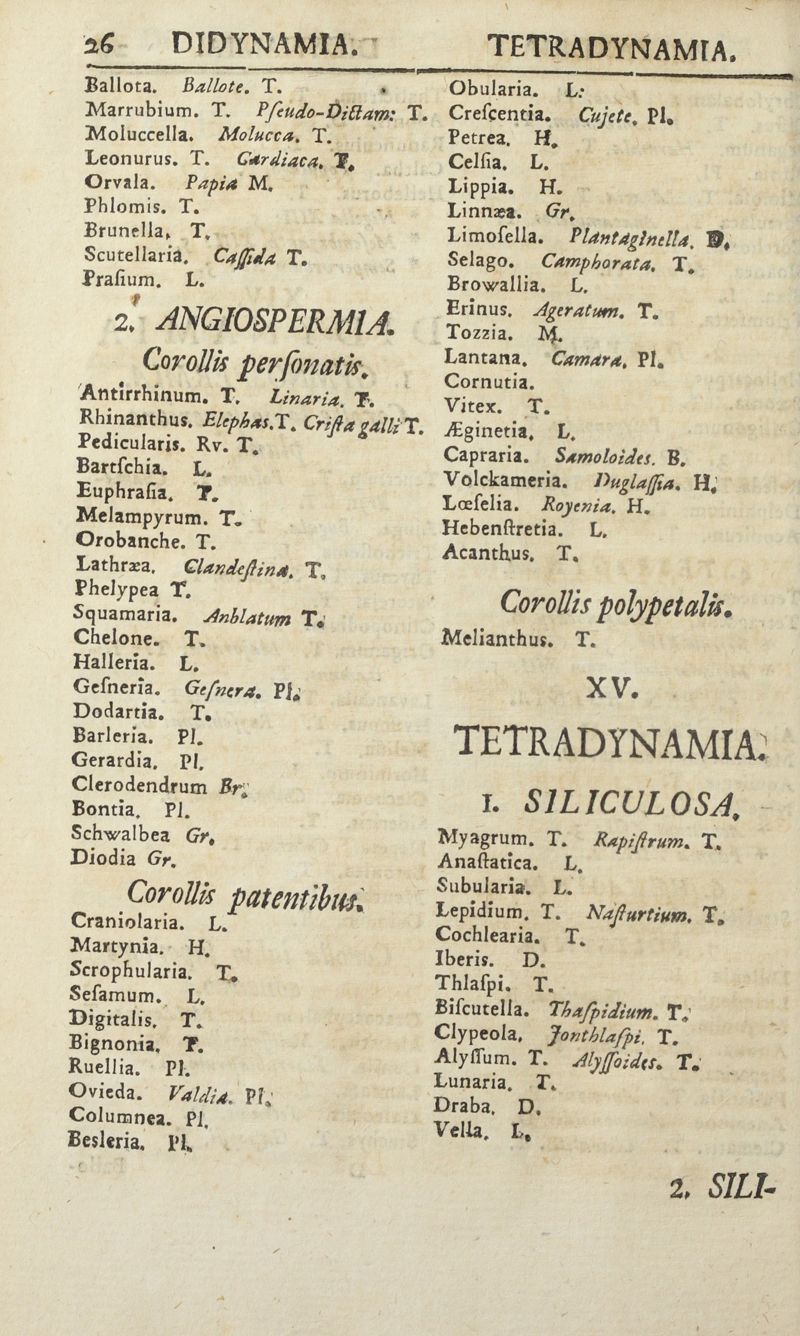 26 DIDYNAMIA. TETRADYNAMIA.
Ballota. Ballote. T.
Marrubium. T. Pſeudo-Dictam: T.
Moluccella. Molucca. T.
Leonurus. T. Cardiaca. T.
Orvala. Papia M.
Phlomis. T.
Brunella, T.
Scutellaria. Caſſida T.
Praſium. L.
2. ANGIOSPERMIA.
Corollis perſonatis.
Antirrhinum. T. Linaria. T.
Rhinanthus. Elephas.T. Criſta galli T.
Pedicularis. Rv. T.
Bartſchia. L.
Euphraſia. T.
Melampyrum. T.
Orobanche. T.
Lathræa. Clandeſtina. T.
Phelypea T.
Squamaria. Anblatum T.
Chelone. T.
Halleria. L.
Geſneria. Geſnera. Pl.
Dodartia. T.
Barleria. Pl.
Gerardia. Pl.
Clerodendrum Br.
Bontia. Pl.
Schwalbea Gr.
Diodia Gr.
Corollis patentibus.
Craniolaria. L.
Martynia. H.
Scrophularia. T.
Seſamum. L.
Digitalis. T.
Bignonia. T.
Ruellia. Pl.
Ovieda. Valdia. Pl.
Columnea. Pl.
Besleria. Pl.
Obularia. L:
Creſcentia. Cujete. Pl.
Petrea. H.
Celſia. L.
Lippia. H.
Linnæa. Gr.
Limoſella. Plantaginella. D.
Selago. Camphorata. T.
Browallia. L.
Erinus. Ageratum. T.
Tozzia. M.
Lantana. Camara. Pl.
Cornutia.
Vitex. T.
Æginetia. L.
Capraria. Samoloides. B.
Volckameria. Duglaſſia. H.
Lœſelia. Royenia. H.
Hebenſtretia. L.
Acanthus. T.
Corollis polypetalis.
Melianthus. T.
XV.
TETRADYNAMIA.
1. SILICULOSA.
Myagrum. T. Rapiſtrum. T.
Anaſtatica. L.
Subularia. L.
Lepidium. T. Naſturtium. T.
Cochlearia. T.
Iberis. D.
Thlaſpi. T.
Biſcutella. Thaſpidium. T.
Clypeola. Jonthlaſpi. T.
Alyſſum. T. Alyſſoides. T.
Lunaria. T.
Draba. D.
Vella. L.
2. SILI-